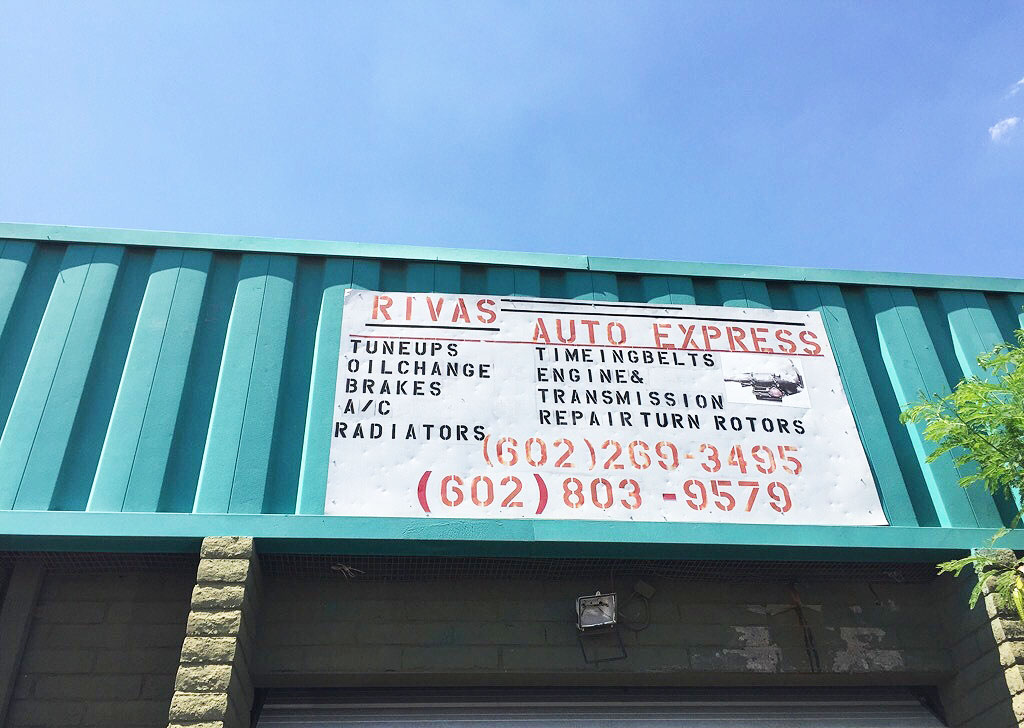 RIVAS
AUTO EXPRESS
TUNEUPS
OILCHANGE
BRAKES
A/C
RADIATORS
TIMEINGBELTS
ENGINE&
TRANSMISSION
REPAIRTURN ROTORS
(602)269-3495
(602) 803 -9579